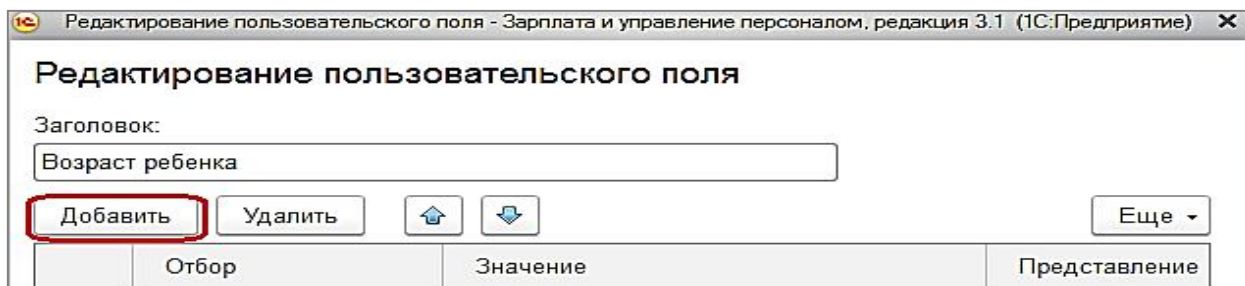 1С Редактирование пользовательского поля - Зарплата и управление персоналом, редакция 3.1 (1С:Предприятие)
Редактирование пользовательского поля
Заголовок:
Возраст ребенка
Добавить Удалить Еще
Отбор Значение Представление